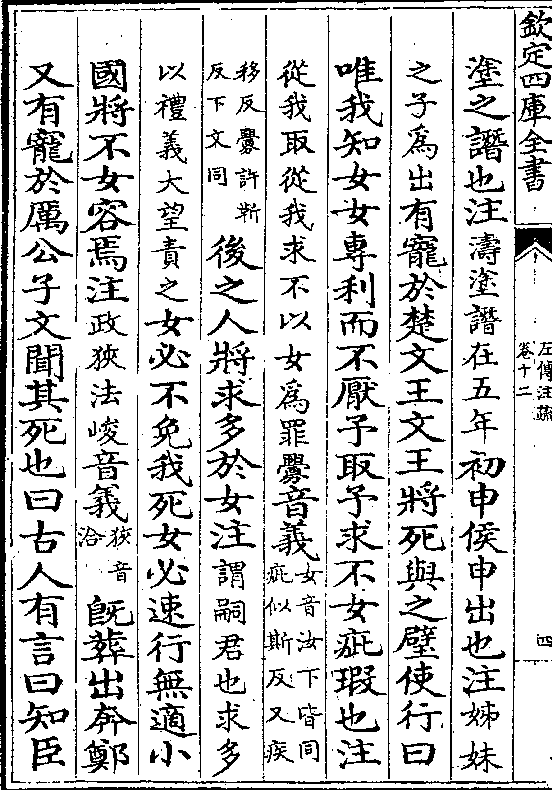 欽定四庫全書
左傳注疏
卷十二
四
塗之譖也注濤塗譖在五年初申侯申出也注姊妹
之子為出有寵於楚文王文王將死與之璧使行曰
唯我知女女專利而不厭予取予求不女疵瑕也注
從我取從我求不以女為罪釁音義女音汝下皆同疵似斯反又疾
移反釁許靳反下文同後之人將求多於女注謂嗣君也求多
以禮義大望責之女必不免我死女必速行無適小
國將不女容焉注政狹法峻音義狹音洽既葬出奔鄭
又有寵於厲公子文聞其死也曰古人有言曰知臣